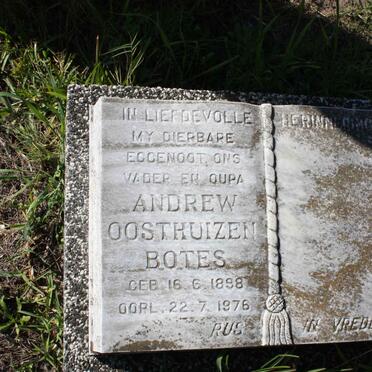 IN LIEFDEVOLLE HERINNERING
MY DIERBARE
EGGENOOT, ONS
VADER EN OUPA
ANDREW
OOSTHUIZEN
BOTES
GEB. 16. 6. 1898
OORL. 22. 7. 1976
RUS IN VREDE